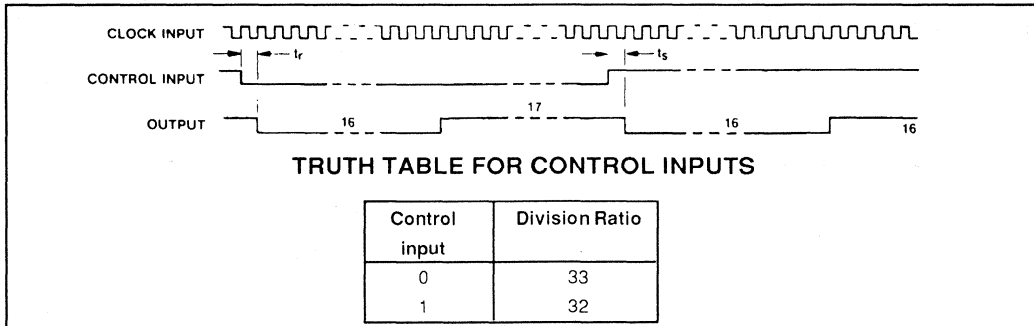 CLOCK INPUT
tr
ts
CONTROL INPUT
17
OUTPUT
16
16
16
TRUTH TABLE FOR CONTROL INPUTS
Control input
Division Ratio
0
33
1
32